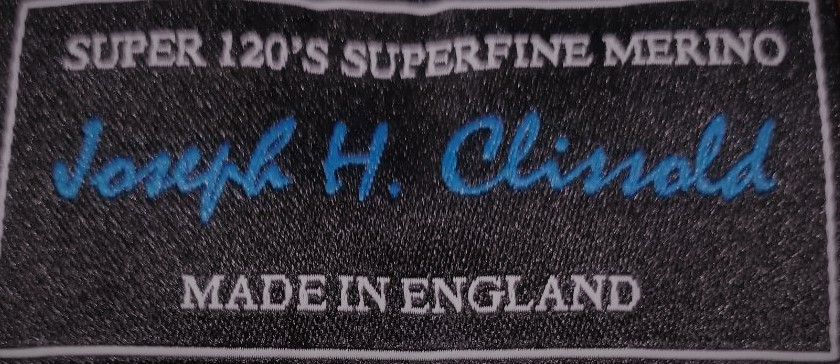 SUPER 120'S SUPERFINE MERINO
Joseph H. Clissold
MADE IN ENGLAND